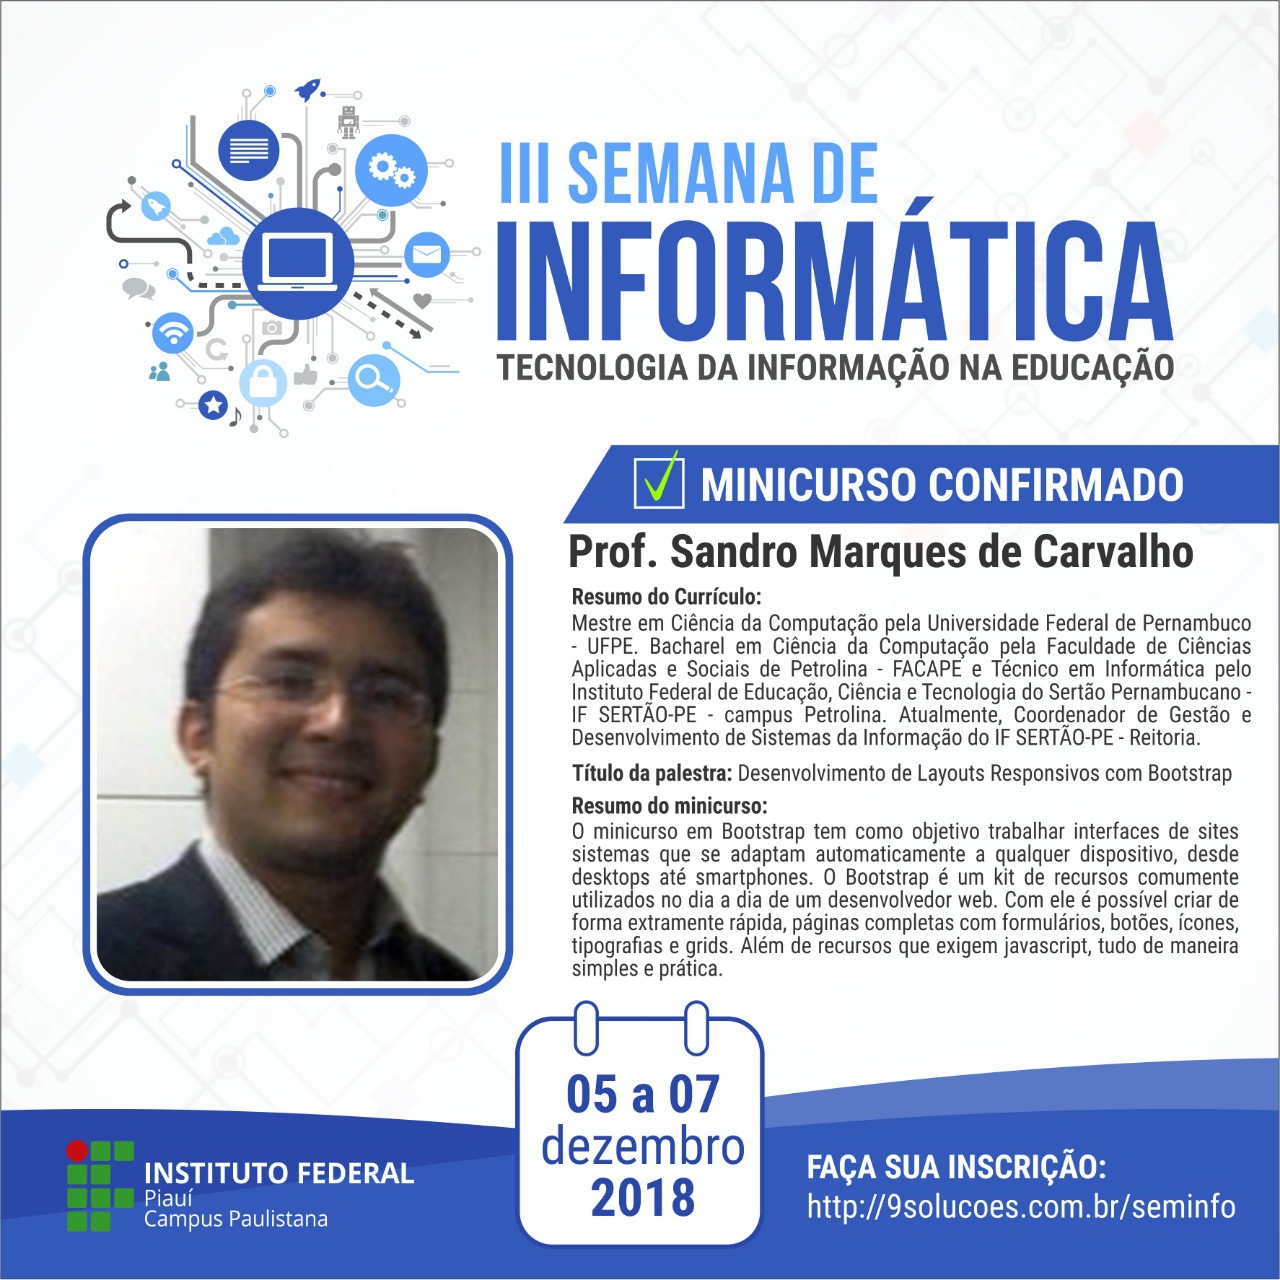 III SEMANA DE
INFORMÁTICA
TECNOLOGIA DA INFORMAÇÃO NA EDUCAÇÃO
MINICURSO CONFIRMADO
Prof. Sandro Marques de Carvalho
Resumo do Currículo:
Mestre em Ciência da Computação pela Universidade Federal de Pernambuco
- UFPE. Bacharel em Ciência da Computação pela Faculdade de Ciências
Aplicadas e Sociais de Petrolina - FACAPE e Técnico em Informática pelo
Instituto Federal de Educação, Ciência e Tecnologia do Sertão Pernambucano -
IF SERTÃO-PE - campus Petrolina. Atualmente, Coordenador de Gestão e
Desenvolvimento de Sistemas da Informação do IF SERTÃO-PE - Reitoria.
Título da palestra: Desenvolvimento de Layouts Responsivos com Bootstrap
Resumo do minicurso:
O minicurso em Bootstrap tem como objetivo trabalhar interfaces de sites
sistemas que se adaptam automaticamente a qualquer dispositivo, desde
desktops até smartphones. O Bootstrap é um kit de recursos comumente
utilizados no dia a dia de um desenvolvedor web. Com ele é possível criar de
forma extramente rápida, páginas completas com formulários, botões, ícones,
tipografias e grids. Além de recursos que exigem javascript, tudo de maneira
simples e prática.
05 a 07
dezembro
2018
INSTITUTO FEDERAL
Piauí
Campus Paulistana
FAÇA SUA INSCRIÇÃO:
http://9solucoes.com.br/seminfo